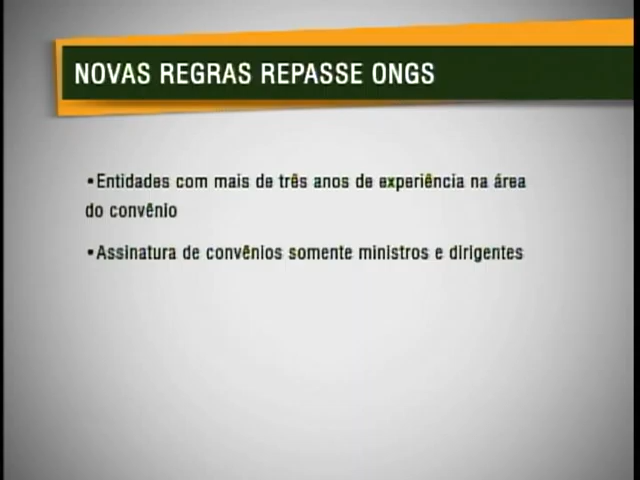 NOVAS REGRAS REPASSE ONGS
•Entidades com mais de três anos de experiência na área
do convênio
•Assinatura de convênios somente ministros e dirigentes